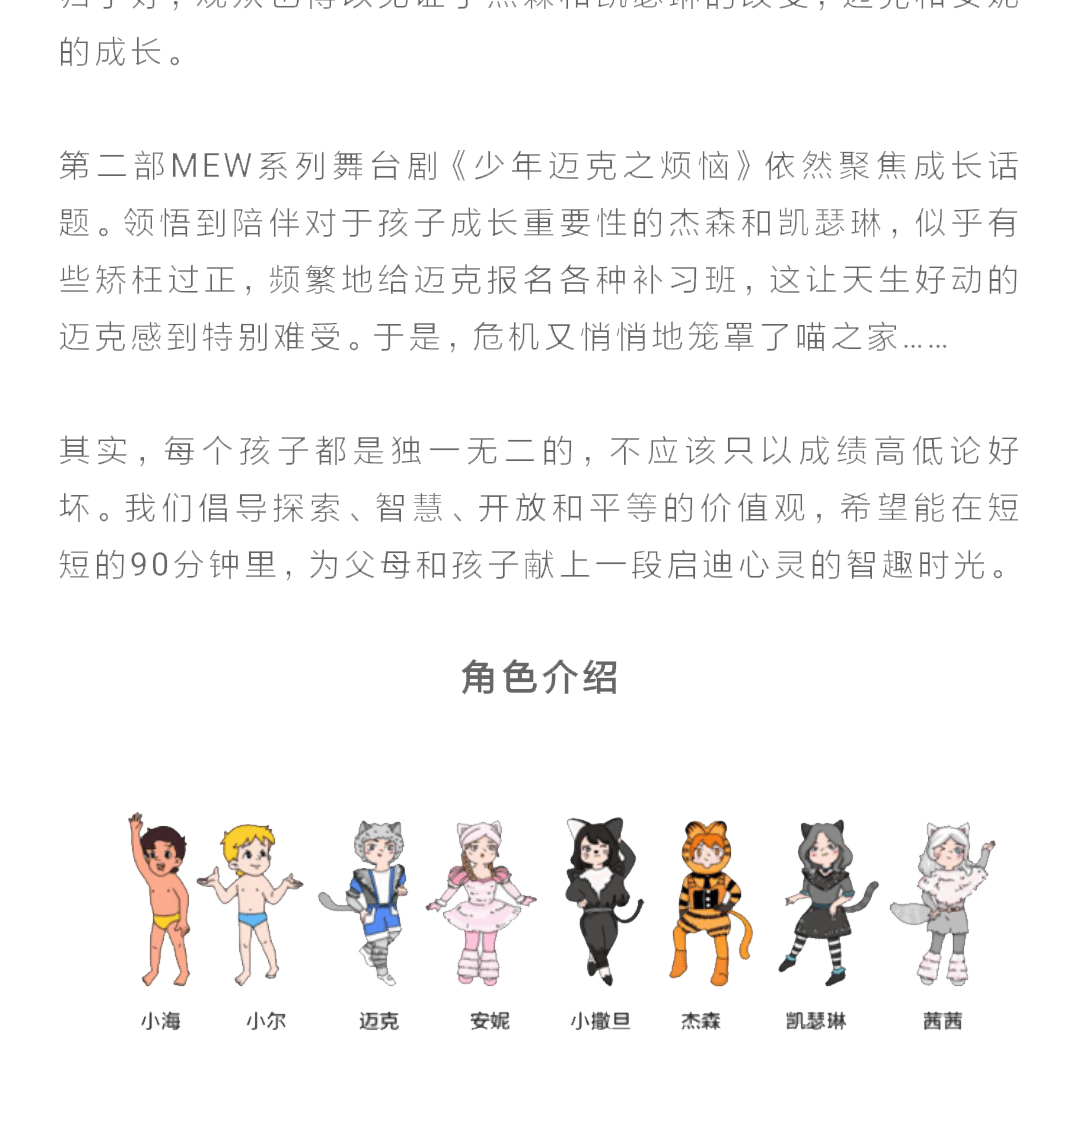 的成长。
第二部MEW系列舞台剧《少年迈克之烦恼》依然聚焦成长话
题。领悟到陪伴对于孩子成长重要性的杰森和凯瑟琳，似乎有
些矫枉过正，频繁地给迈克报名各种补习班，这让天生好动的
迈克感到特别难受。于是，危机又悄悄地笼罩了喵之家……
其实，每个孩子都是独一无二的，不应该只以成绩高低论好
坏。我们倡导探索、智慧、开放和平等的价值观，希望能在短
短的90分钟里，为父母和孩子献上一段启迪心灵的智趣时光。
角色介绍
小海 小尔 迈克 安妮 小撒旦 杰森 凯瑟琳 茜茜